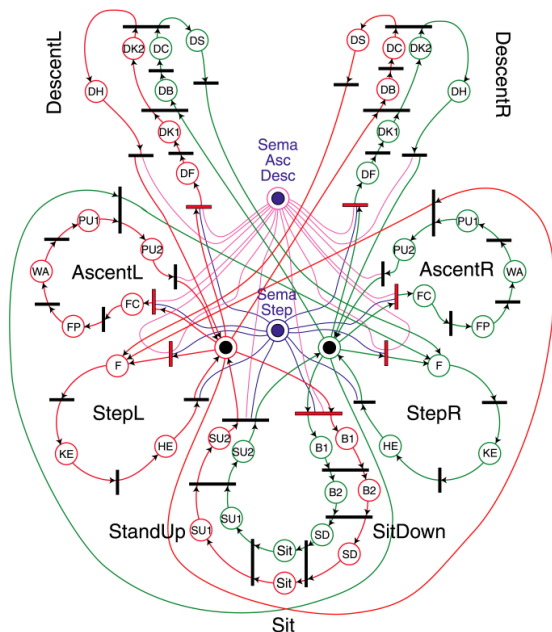 DescentL
DescentR
DK2
DC
DS
DS
DC
DK2
DH
DB
DB
DH
DK1
DK1
DF
DF
Sema
Asc
Desc
PU1
PU2
PU2
PU1
WA
AscentL
AscentR
WA
FP
FC
FC
FP
Sema
Step
F
F
StepL
StepR
KE
HE
HE
KE
SU2
SU2
B1
B1
B2
B2
SU1
SU1
StandUp
SitDown
SD
SD
Sit
Sit
Sit